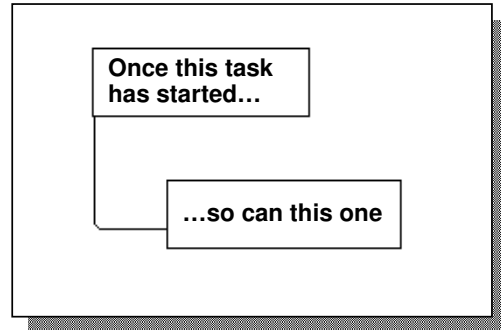 Once this task
has started…
…so can this one